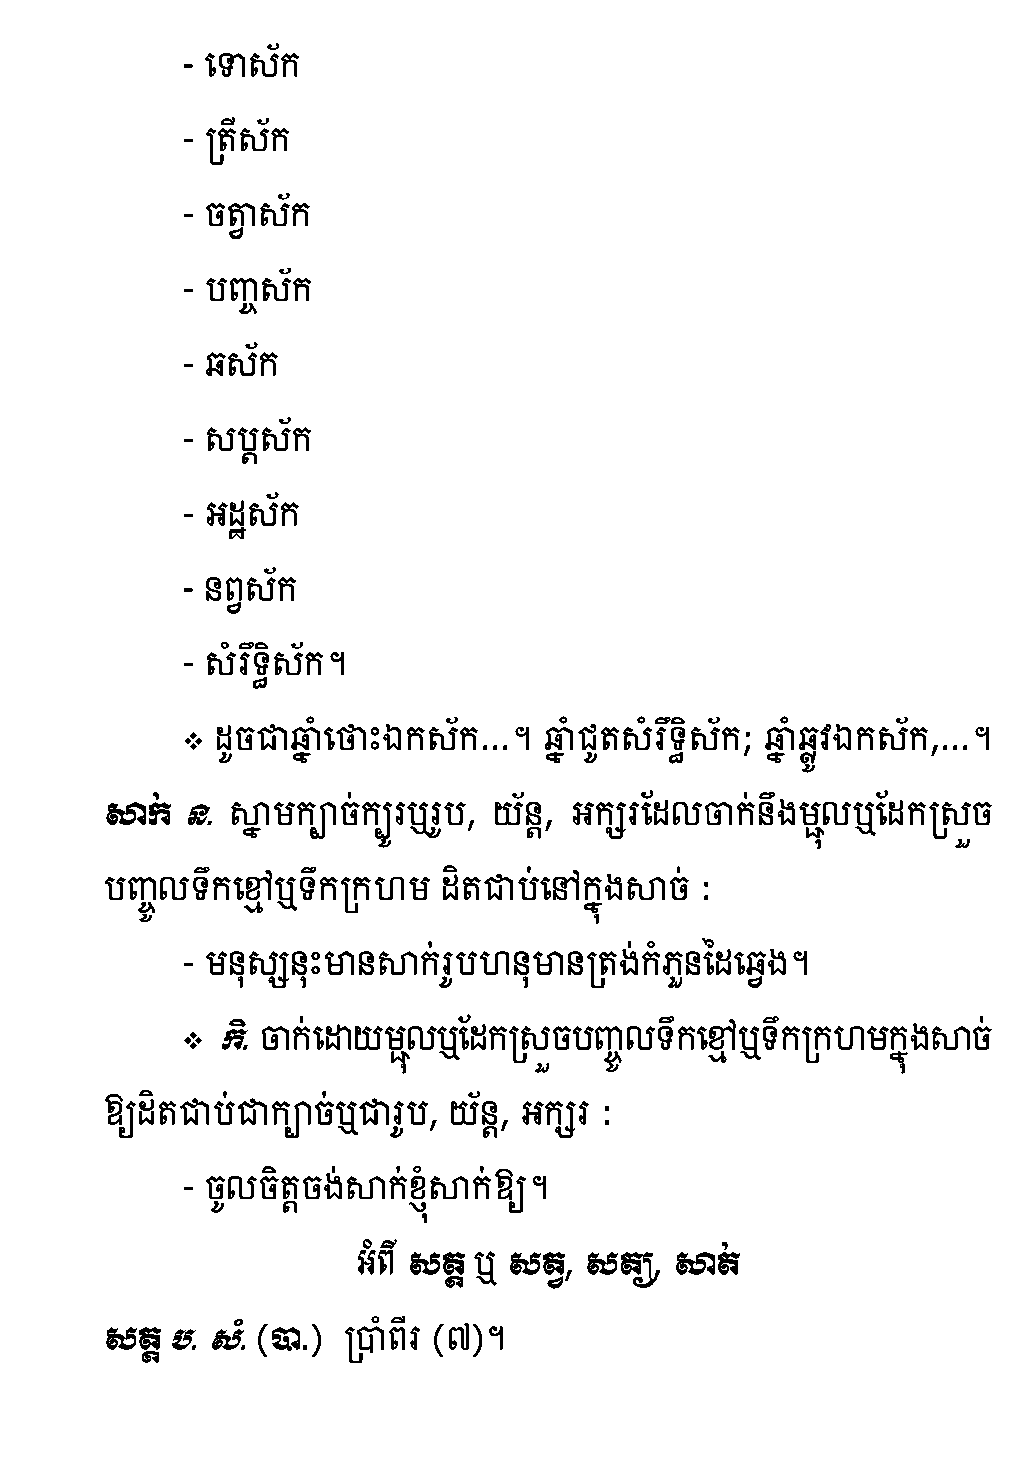 - ទោស័ក
- ត្រីស័ក
- ចត្វាស័ក
- បញ្ចស័ក
- ឆស័ក
- សប្តស័ក
- អដ្ឋស័ក
- នព្វស័ក
- សំរឹទ្ធិស័ក។
❖ ដូចជាឆ្នាំថោះឯកស័ក...។ ឆ្នាំជូតសំរឹទ្ធិស័ក; ឆ្នាំឆ្លូវឯកស័ក,...។
សាក់ ន. ស្នាមក្បាច់ក្បូរឬរូប, យ័ន្ត, អក្សរដែលចាក់នឹងម្ជុលឬដែកស្រួច
បញ្ចូលទឹកខ្មៅឬទឹកក្រហម ដិតជាប់នៅក្នុងសាច់ :
- មនុស្សនុះមានសាក់រូបហនុមានត្រង់កំភួនដៃឆ្វេង។
❖ កិ. ចាក់ដោយម្ជុលឬដែកស្រួចបញ្ចូលទឹកខ្មៅឬទឹកក្រហមក្នុងសាច់
ឱ្យដិតជាប់ជាក្បាច់ឬជារូប, យ័ន្ត, អក្សរ :
- ចូលចិត្តចង់សាក់ខ្ញុំសាក់ឱ្យ។
អំពី សត្ត ឬ សត្វ, សត្យ, សាត់
សត្ត ប. សំ. (បា.) ប្រាំពីរ (៧)។